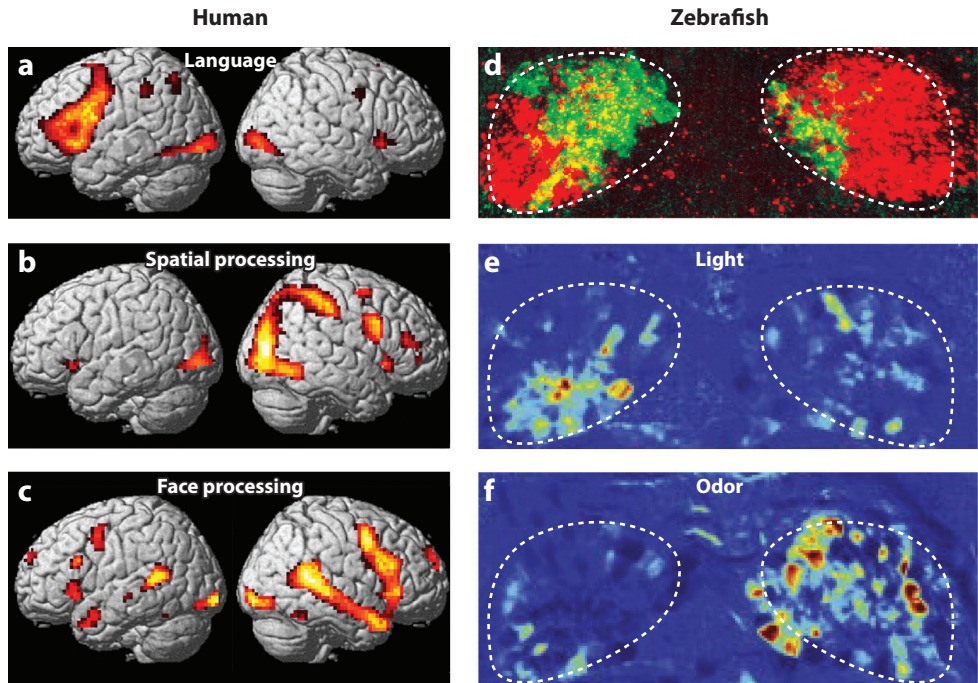 Human
Zebrafish
a
Language
d
b
Spatial processing
e
Light
c
Face processing
f
Odor